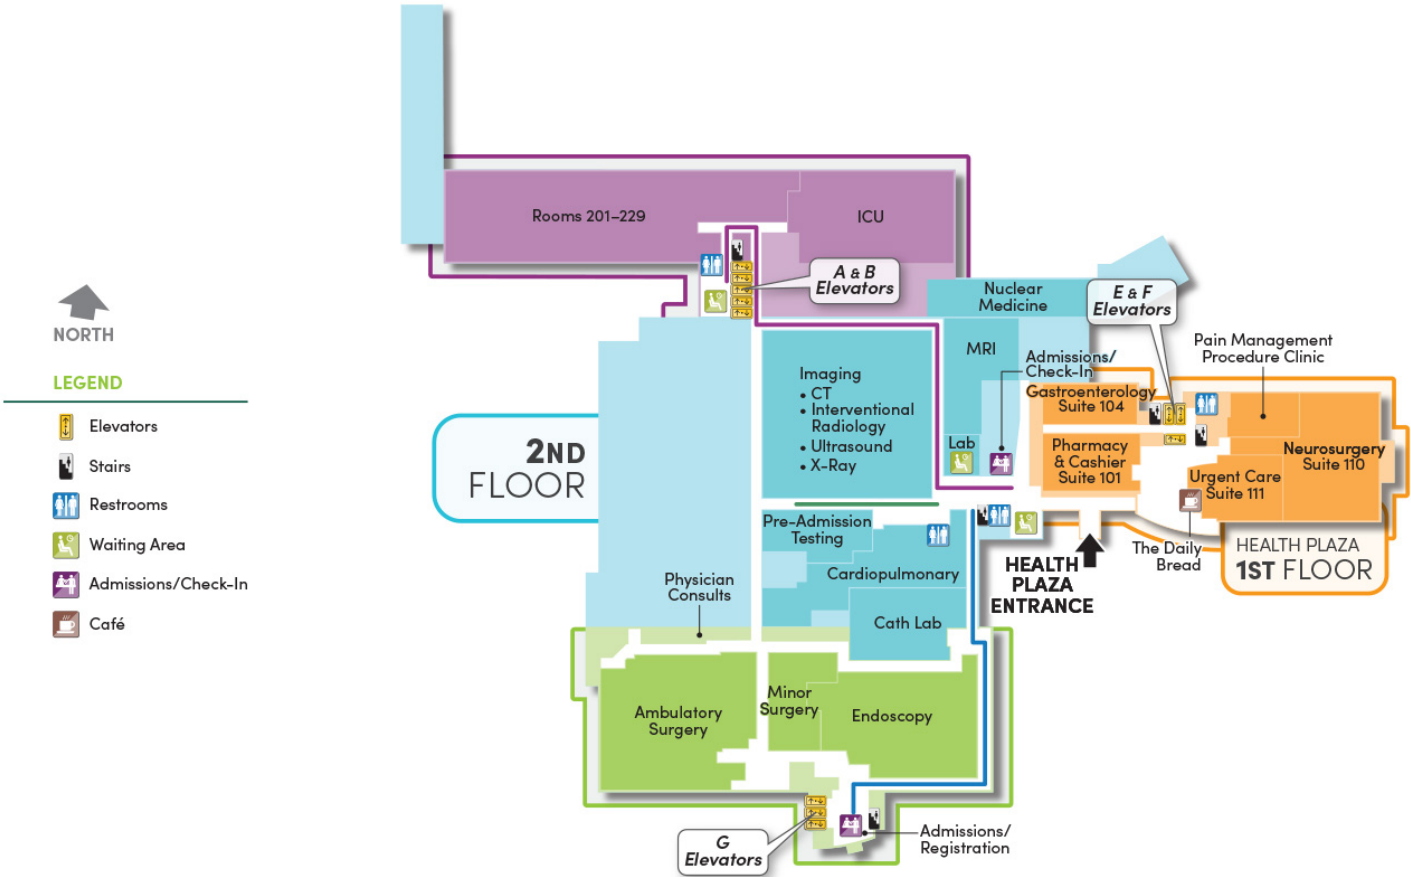 Rooms 201–229
ICU
A & B
Elevators
Nuclear
Medicine
E & F
Elevators
NORTH
Pain Management
Procedure Clinic
MRI
Admissions/
Check-In
LEGEND
Imaging
• CT
• Interventional
Radiology
• Ultrasound
• X-Ray
Gastroenterology
Suite 104
Elevators
Stairs
Restrooms
Waiting Area
Admissions/Check-In
Café
2ND
FLOOR
Lab
Pharmacy
& Cashier
Suite 101
Neurosurgery
Suite 110
Urgent Care
Suite 111
Pre-Admission
Testing
The Daily
Bread
HEALTH PLAZA
1ST FLOOR
HEALTH
PLAZA
ENTRANCE
Physician
Consults
Cardiopulmonary
Cath Lab
Ambulatory
Surgery
Minor
Surgery
Endoscopy
G
Elevators
Admissions/
Registration